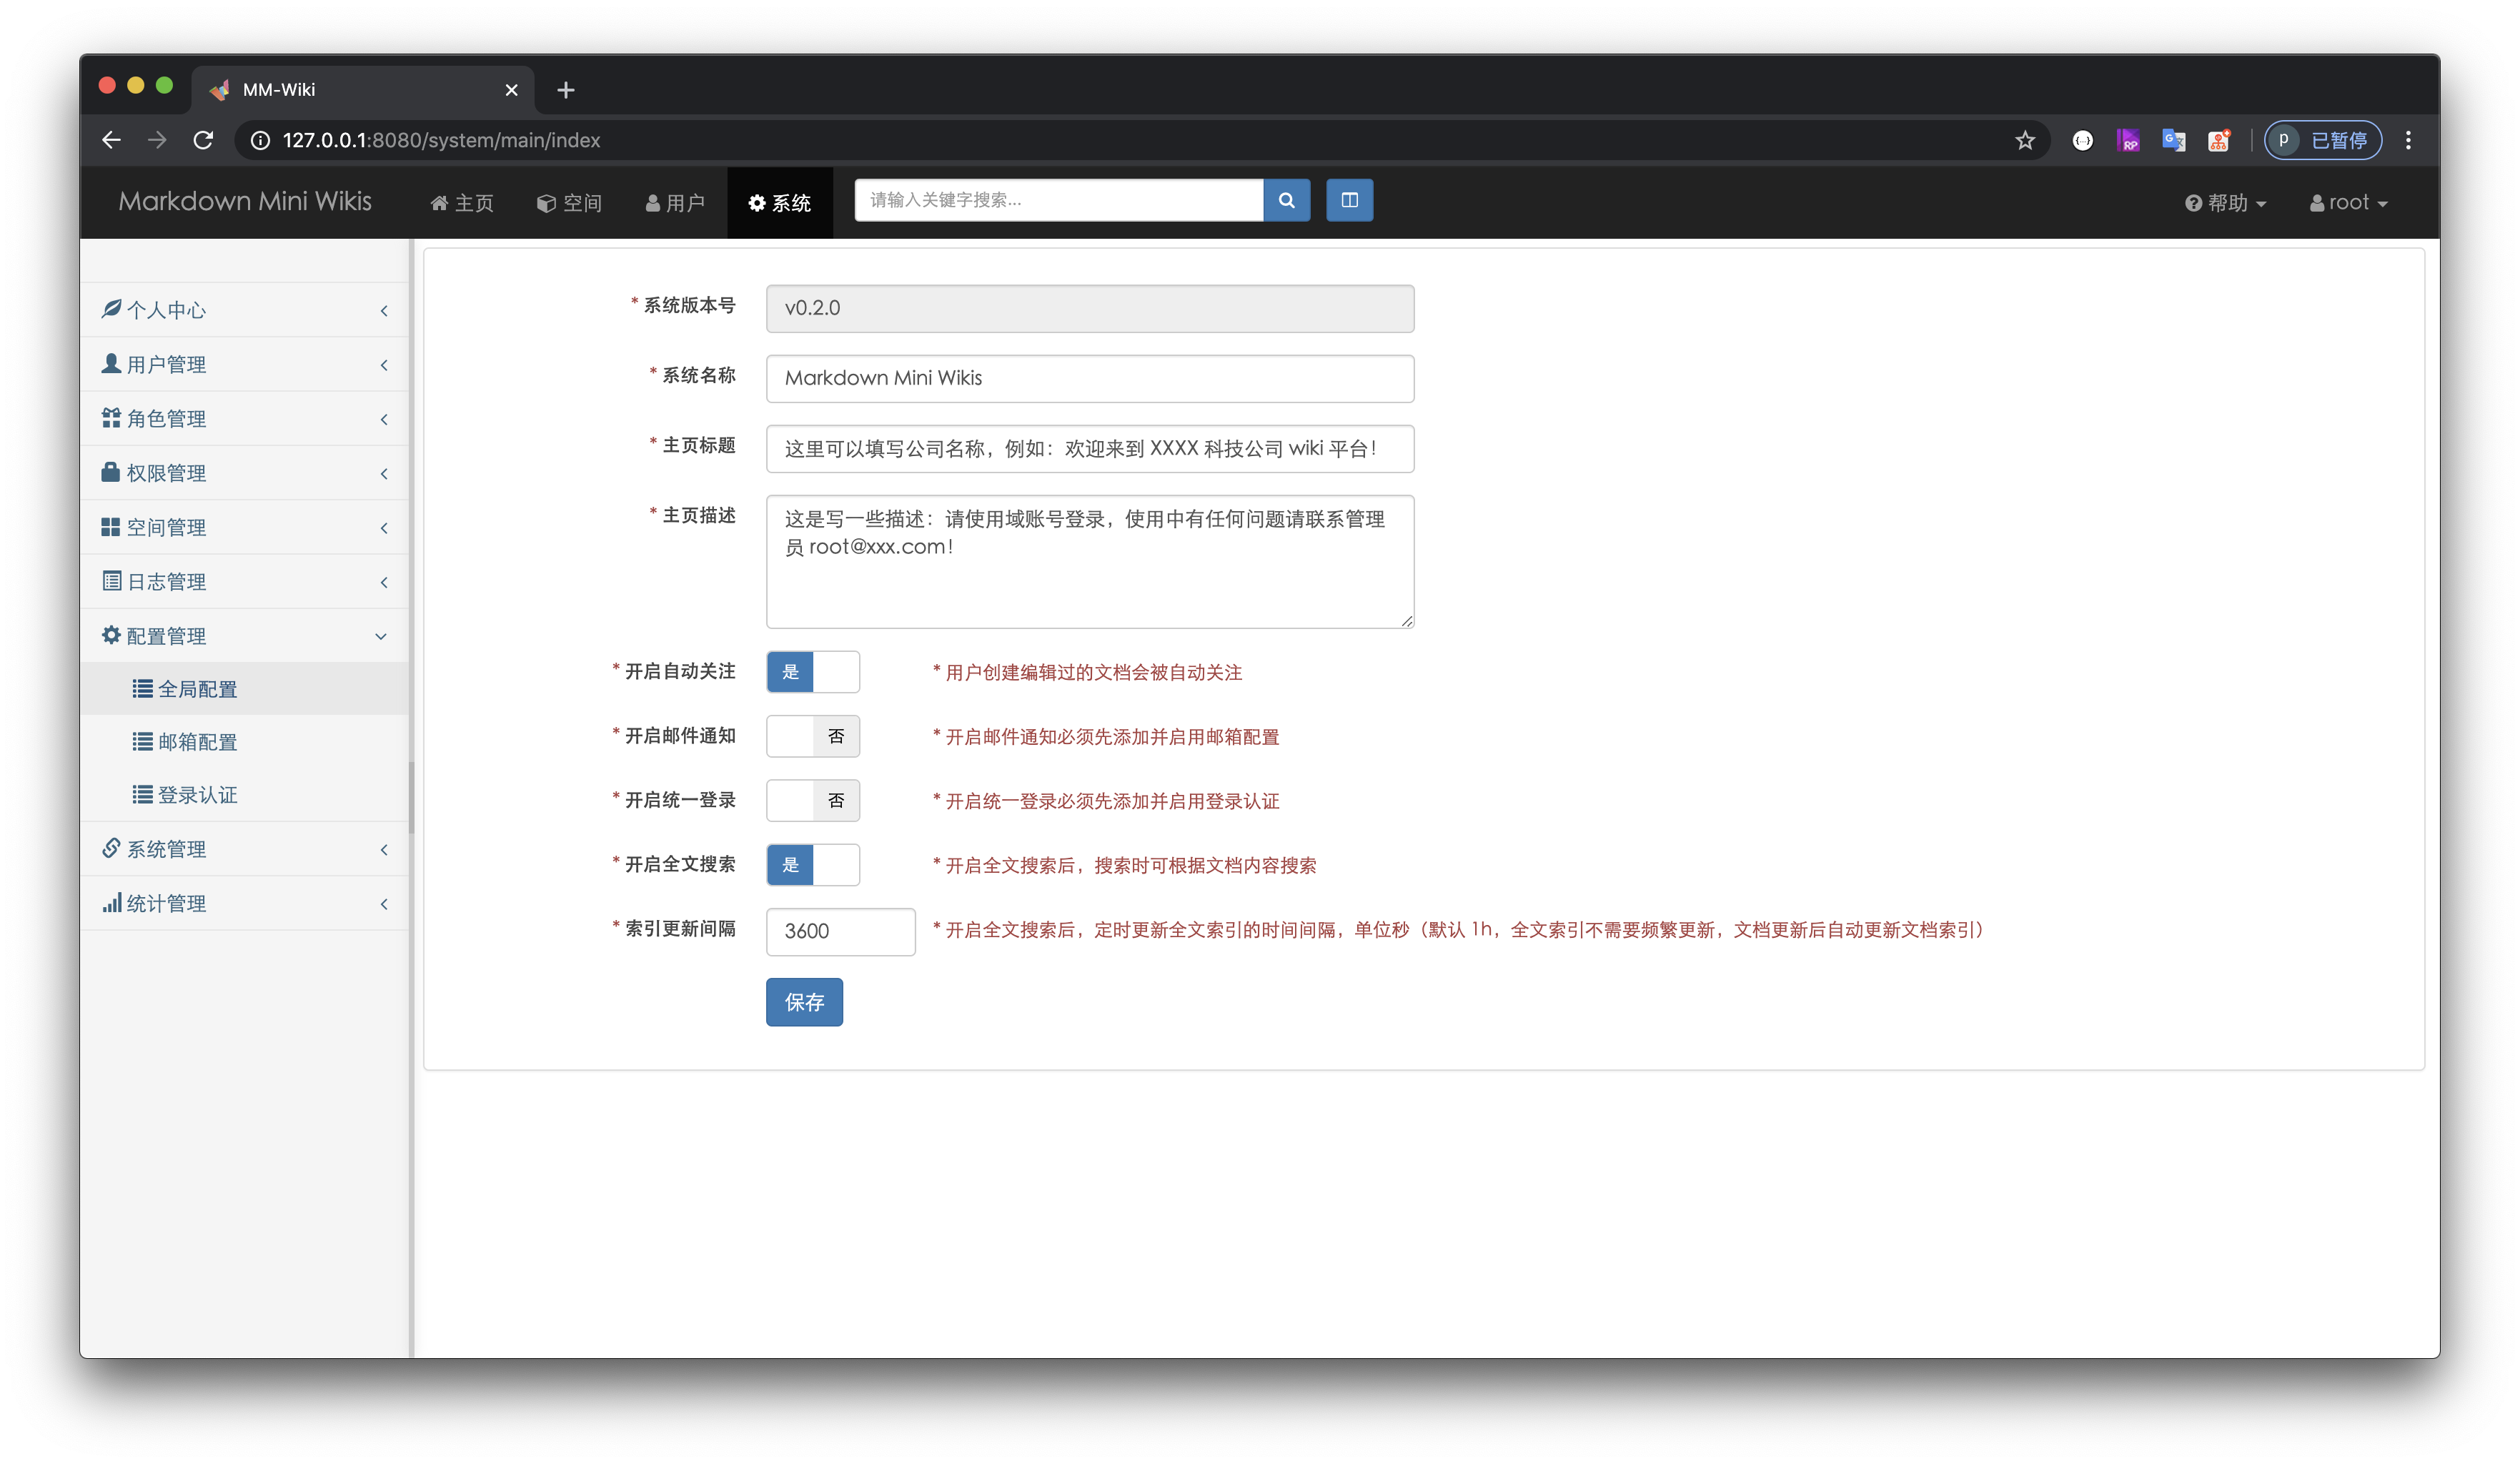 MM-Wiki
127.0.0.1:8080/system/main/index
RP
G
p 已暂停
Markdown Mini Wikis 主页 空间 用户 系统 请输入关键字搜索... 帮助 root
个人中心
用户管理
角色管理
权限管理
空间管理
日志管理
配置管理
全局配置
邮箱配置
登录认证
系统管理
统计管理
* 系统版本号 v0.2.0
* 系统名称 Markdown Mini Wikis
* 主页标题 这里可以填写公司名称，例如：欢迎来到 XXXX 科技公司 wiki 平台！
* 主页描述 这是写一些描述：请使用域账号登录，使用中有任何问题请联系管理
员 root@xxx.com！
* 开启自动关注 是 * 用户创建编辑过的文档会被自动关注
* 开启邮件通知 否 * 开启邮件通知必须先添加并启用邮箱配置
* 开启统一登录 否 * 开启统一登录必须先添加并启用登录认证
* 开启全文搜索 是 * 开启全文搜索后，搜索时可根据文档内容搜索
* 索引更新间隔 3600 * 开启全文搜索后，定时更新全文索引的时间间隔，单位秒（默认 1h，全文索引不需要频繁更新，文档更新后自动更新文档索引）
保存